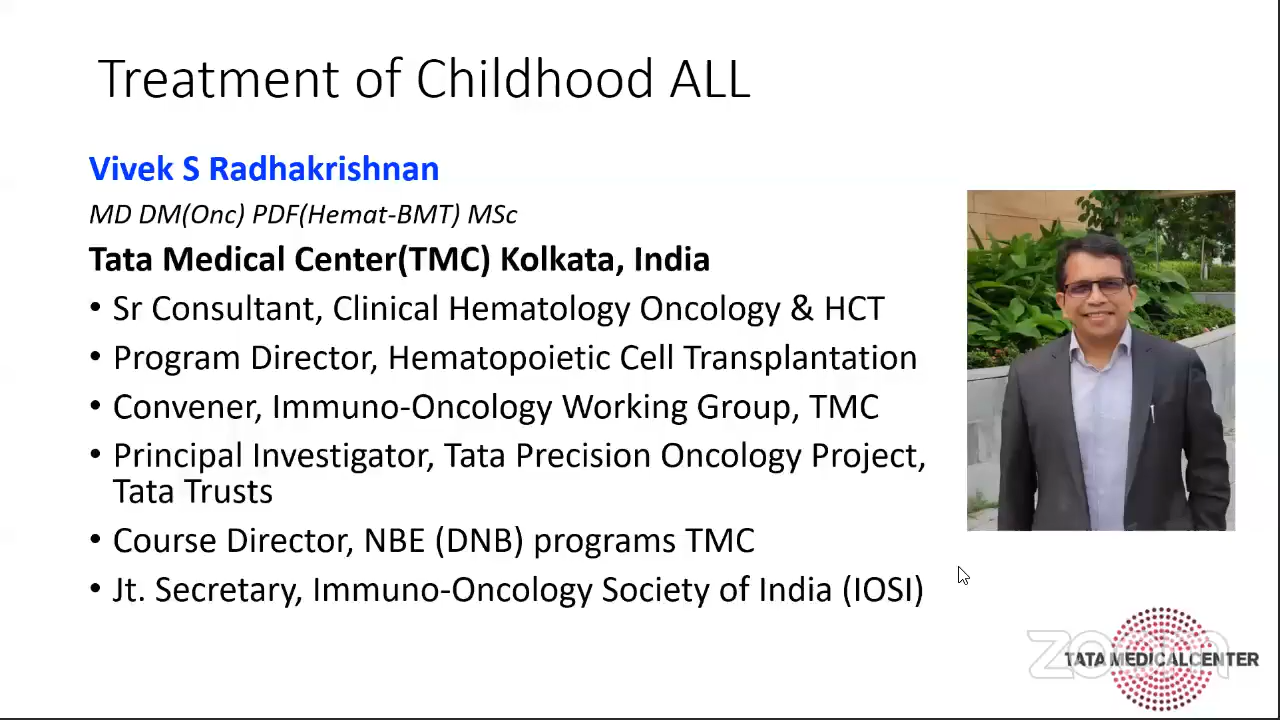 Treatment of Childhood ALL
Vivek S Radhakrishnan
MD DM(Onc) PDF(Hemat-BMT) MSc
Tata Medical Center(TMC) Kolkata, India
• Sr Consultant, Clinical Hematology Oncology & HCT
• Program Director, Hematopoietic Cell Transplantation
• Convener, Immuno-Oncology Working Group, TMC
• Principal Investigator, Tata Precision Oncology Project,
Tata Trusts
• Course Director, NBE (DNB) programs TMC
• Jt. Secretary, Immuno-Oncology Society of India (IOSI)
zoom
TATA MEDICAL CENTER